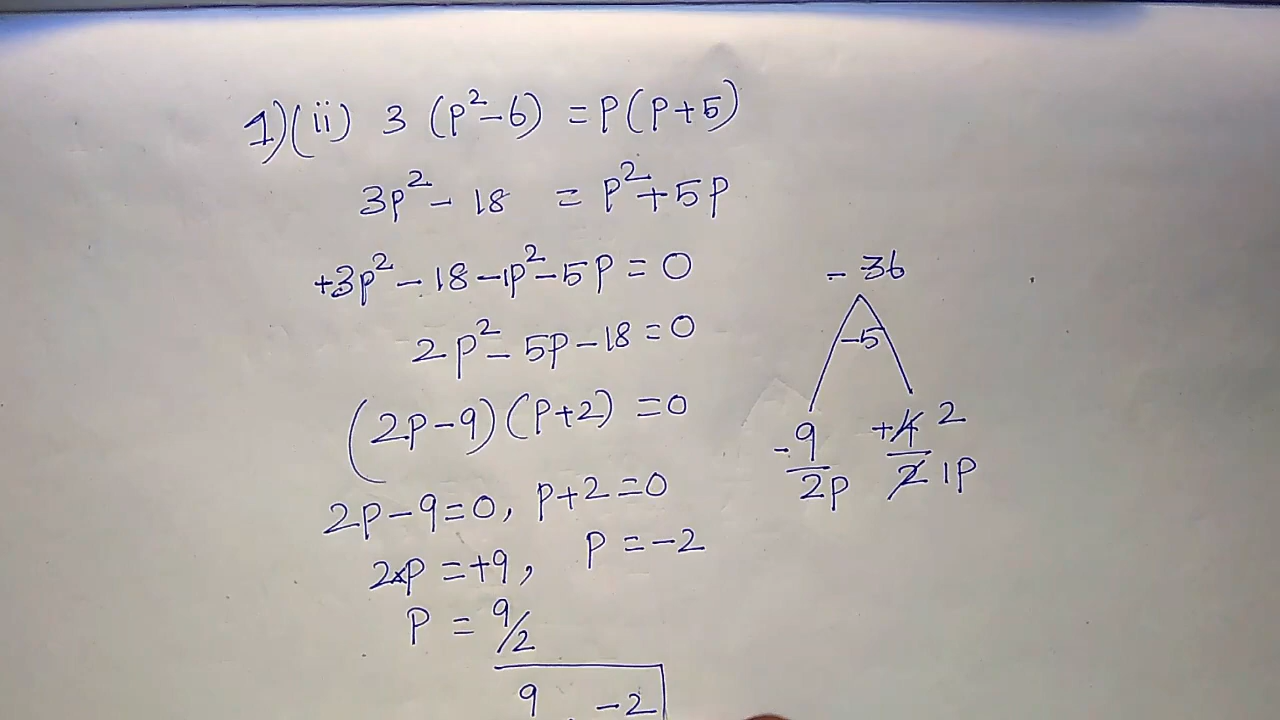 1)(ii) 3 (p²-6) = P(P+5)
3p² - 18 = p²+5p
+3p² - 18 - 1p² - 5p = 0
2p² - 5p - 18 = 0
(2p-9)(p+2) = 0
2p-9=0, p+2=0
2×p = +9, p = -2
P = 9/2
9 , -2
- 36
-5
-9/2p +4/2 2/1p